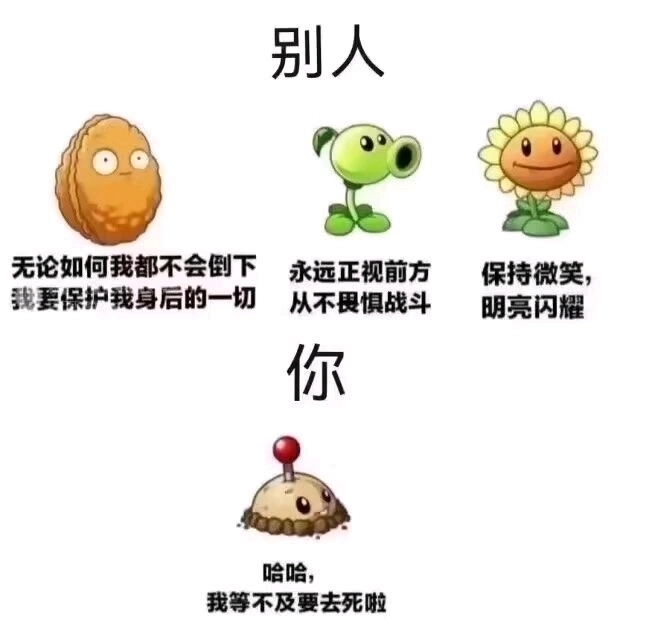 别人
无论如何我都不会倒下
我要保护我身后的一切
永远正视前方
从不畏惧战斗
保持微笑，
明亮闪耀
你
哈哈，
我等不及要去死啦